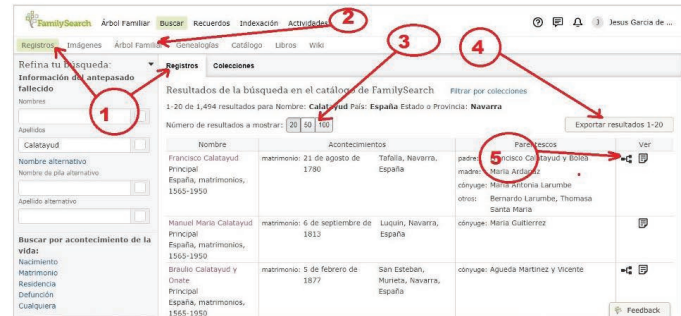 FamilySearch Árbol Familiar Buscar Recuerdos Indexación Actividades Jesus Garcia de ...
Registros Imágenes Árbol Familiar Genealogías Catálogo Libros Wiki
1
2
3
4
5
Refina tu búsqueda:
Información del antepasado
fallecido
Nombres
Apellidos
Calatayud
Nombre alternativo
Nombre de pila alternativo
Apellido alternativo
Buscar por acontecimiento de la
vida:
Nacimiento
Matrimonio
Residencia
Defunción
Cualquiera
Registros Colecciones
Resultados de la búsqueda en el catálogo de FamilySearch Filtrar por colecciones
1-20 de 1,494 resultados para Nombre: Calatayud País: España Estado o Provincia: Navarra
Número de resultados a mostrar: 20 50 100 Exportar resultados 1-20
Nombre Acontecimientos Parentescos Ver
Francisco Calatayud matrimonio: 21 de agosto de Tafalla, Navarra, padre: Francisco Calatayud y Bolea
Principal 1780 España madre: Maria Ardanaz
España, matrimonios, cónyuge: Maria Antonia Larumbe
1565-1950 otros: Bernardo Larumbe, Thomasa
Santa Maria
Manuel Maria Calatayud matrimonio: 6 de septiembre de Luquin, Navarra, cónyuge: Maria Guitierrez
Principal 1813 España
España, matrimonios,
1565-1950
Braulio Calatayud y matrimonio: 5 de febrero de San Esteban, cónyuge: Agueda Martinez y Vicente
Onate 1877 Murieta, Navarra,
Principal España
España, matrimonios,
1565-1950
Feedback